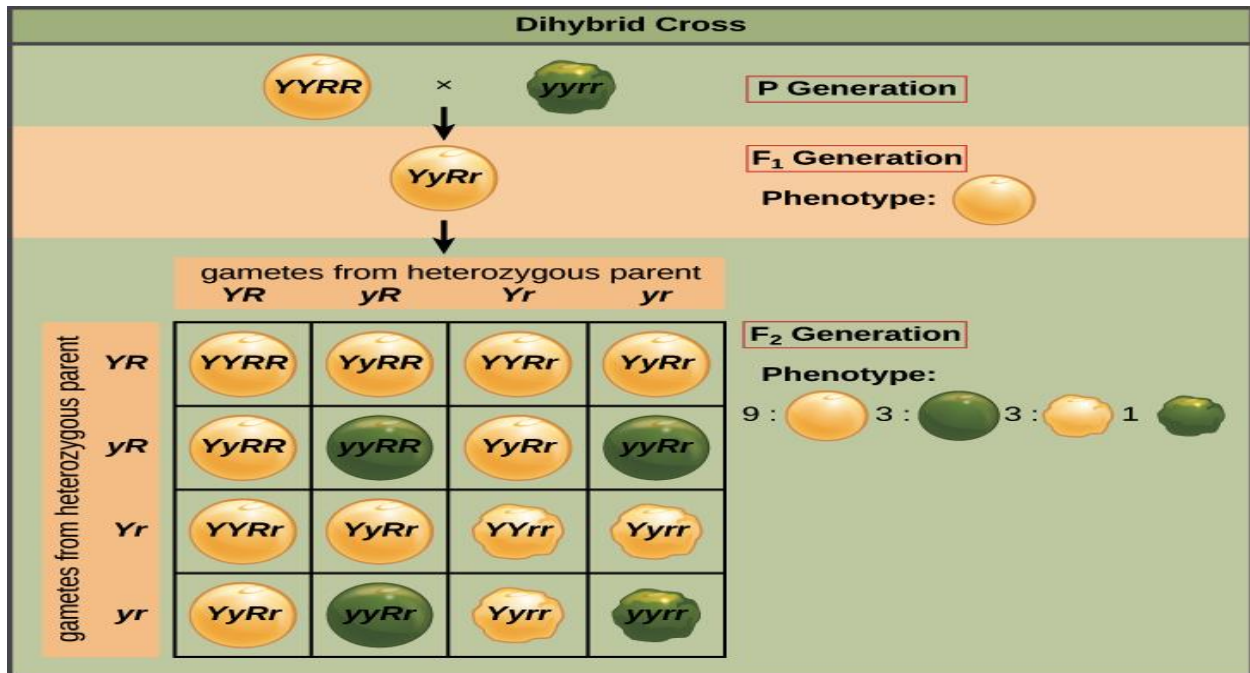 Dihybrid Cross
YYRR × yyrr
P Generation
YyRr
F₁ Generation
Phenotype:
gametes from heterozygous parent
YR yR Yr yr
gametes from heterozygous parent
YR YYRR YyRR YYRr YyRr
yR YyRR yyRR YyRr yyRr
Yr YYRr YyRr YYrr Yyrr
yr YyRr yyRr Yyrr yyrr
F₂ Generation
Phenotype:
9 : 3 : 3 : 1